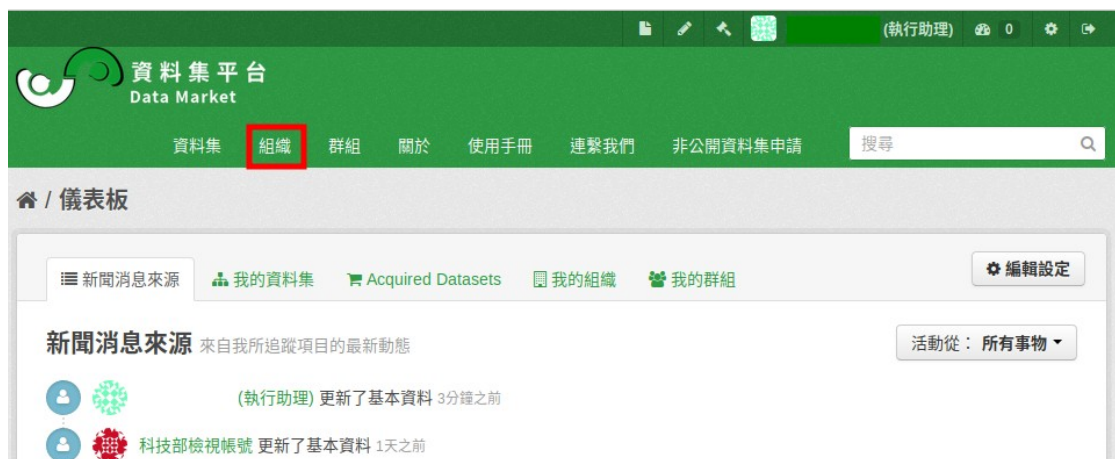 (執行助理) 0
資料集平台
Data Market
資料集 組織 群組 關於 使用手冊 連繫我們 非公開資料集申請 搜尋
/ 儀表板
新聞消息來源 我的資料集 Acquired Datasets 我的組織 我的群組 編輯設定
新聞消息來源 來自我所追蹤項目的最新動態 活動從： 所有事物
(執行助理) 更新了基本資料 3分鐘之前
科技部檢視帳號 更新了基本資料 1天之前